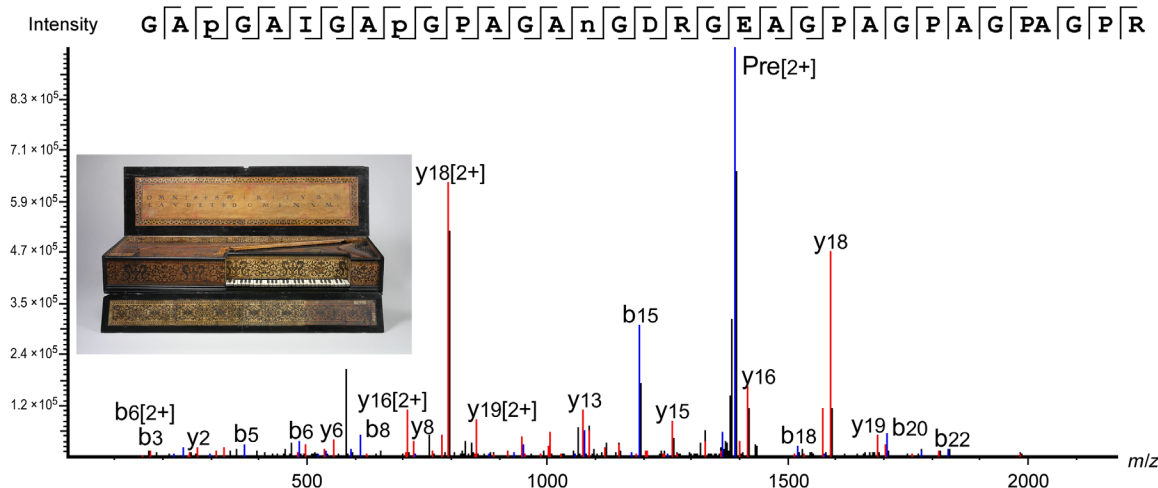 Intensity G A p G A I G A p G P A G A n G D R G E A G P A G P A G PA G P R
Pre[2+]
8.3 × 10⁵
7.1 × 10⁵
y18[2+]
5.9 × 10⁵
4.7 × 10⁵
y18
3.5 × 10⁵
b15
2.4 × 10⁵
y16
1.2 × 10⁵
b6[2+]
y16[2+]
y19[2+]
y13
y15
b3
y2
b5
b6
y6
b8
y8
b18
y19
b20
b22
m/z
500
1000
1500
2000